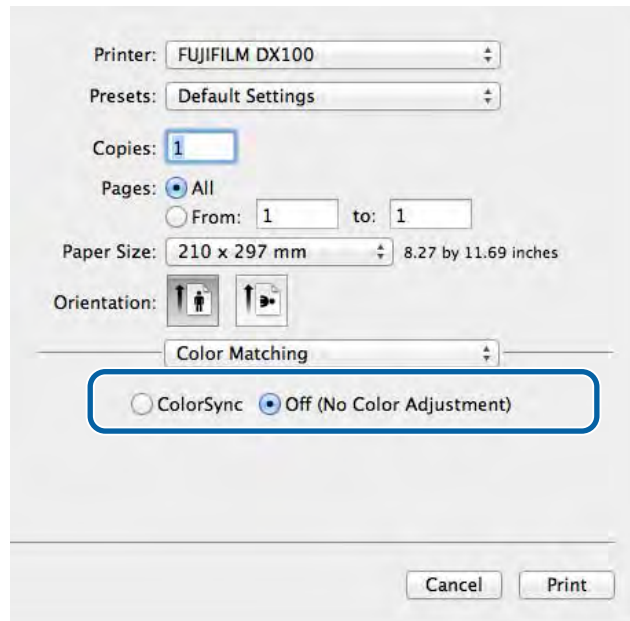 Printer: FUJIFILM DX100
Presets: Default Settings
Copies: 1
Pages: All
From: 1 to: 1
Paper Size: 210 x 297 mm 8.27 by 11.69 inches
Orientation:
Color Matching
ColorSync Off (No Color Adjustment)
Cancel Print